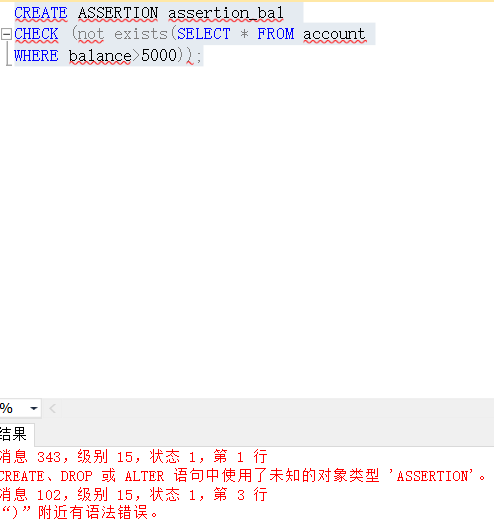 CREATE ASSERTION assertion_bal
CHECK (not exists(SELECT * FROM account
WHERE balance>5000));
%
结果
消息 343，级别 15，状态 1，第 1 行
CREATE、DROP 或 ALTER 语句中使用了未知的对象类型 'ASSERTION'。
消息 102，级别 15，状态 1，第 3 行
“)”附近有语法错误。